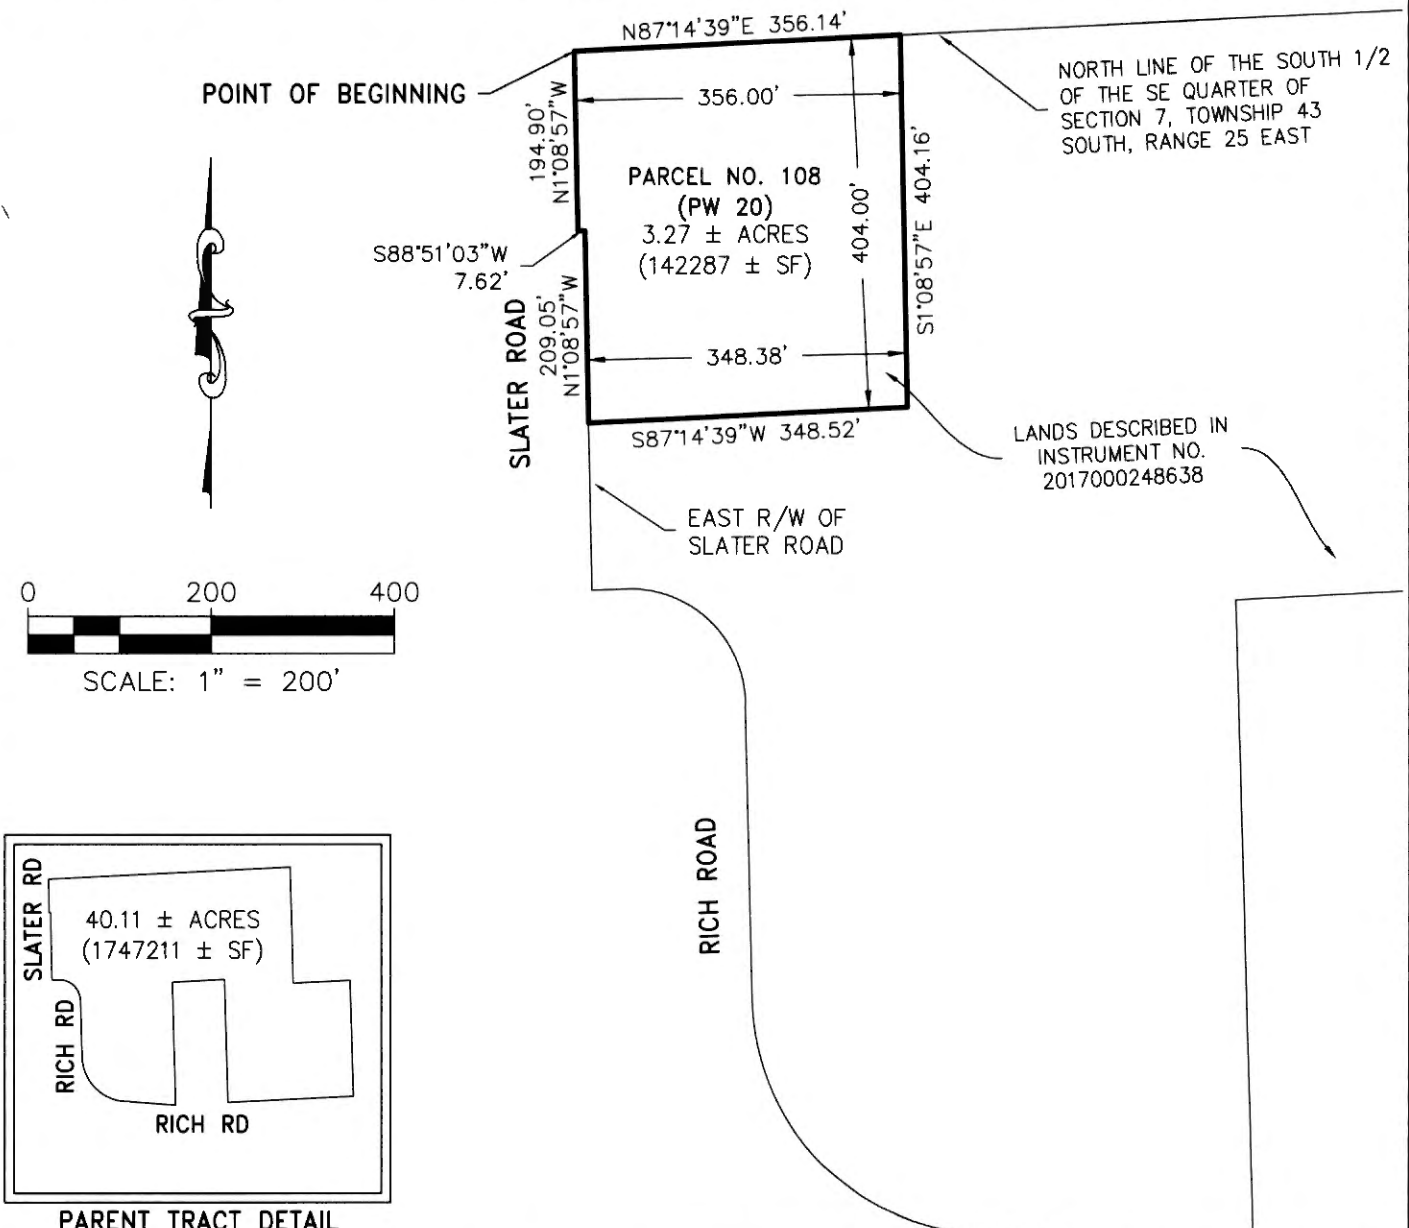 N87°14'39"E 356.14'
POINT OF BEGINNING
194.90'
N1°08'57"W
356.00'
NORTH LINE OF THE SOUTH 1/2
OF THE SE QUARTER OF
SECTION 7, TOWNSHIP 43
SOUTH, RANGE 25 EAST
PARCEL NO. 108
(PW 20)
3.27 ± ACRES
(142287 ± SF)
404.00'
S1°08'57"E 404.16'
S88°51'03"W
7.62'
SLATER ROAD
209.05'
N1°08'57"W
348.38'
S87°14'39"W 348.52'
LANDS DESCRIBED IN
INSTRUMENT NO.
2017000248638
EAST R/W OF
SLATER ROAD
0 200 400
SCALE: 1" = 200'
RICH ROAD
SLATER RD
40.11 ± ACRES
(1747211 ± SF)
RICH RD
RICH RD
PARENT TRACT DETAIL